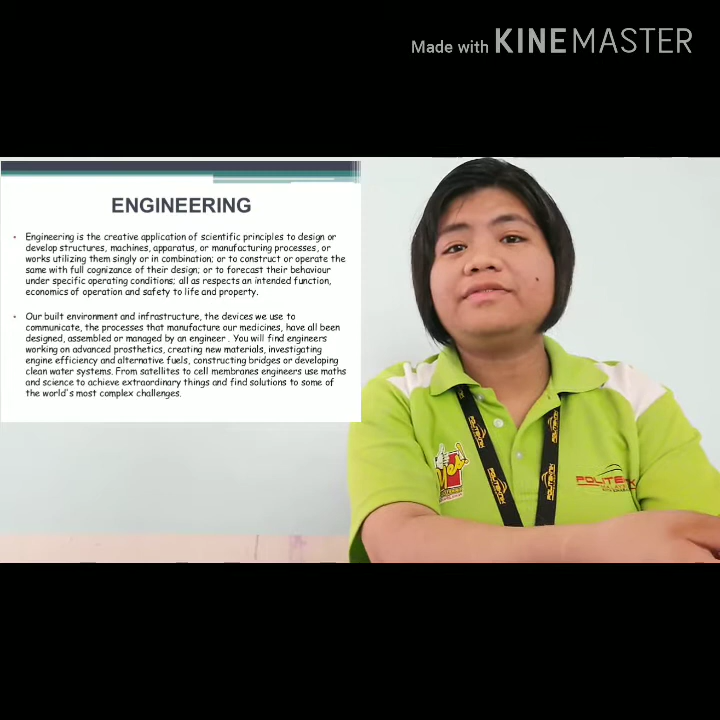 Made with KINEMASTER
ENGINEERING
• Engineering is the creative application of scientific principles to design or
develop structures, machines, apparatus, or manufacturing processes, or
works utilizing them singly or in combination; or to construct or operate the
same with full cognizance of their design; or to forecast their behaviour
under specific operating conditions; all as respects an intended function,
economics of operation and safety to life and property.
• Our built environment and infrastructure, the devices we use to
communicate, the processes that manufacture our medicines, have all been
designed, assembled or managed by an engineer . You will find engineers
working on advanced prosthetics, creating new materials, investigating
engine efficiency and alternative fuels, constructing bridges or developing
clean water systems. From satellites to cell membranes engineers use maths
and science to achieve extraordinary things and find solutions to some of
the world's most complex challenges.
POLITEKNIK
POLITEKNIK
POLITEKNIK
POLITEKNIK
Yes!
POLITEK